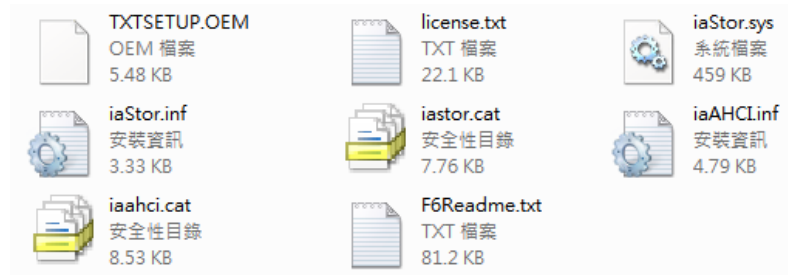 TXTSETUP.OEM
OEM 檔案
5.48 KB
license.txt
TXT 檔案
22.1 KB
iaStor.sys
系統檔案
459 KB
iaStor.inf
安裝資訊
3.33 KB
iastor.cat
安全性目錄
7.76 KB
iaAHCI.inf
安裝資訊
4.79 KB
iaahci.cat
安全性目錄
8.53 KB
F6Readme.txt
TXT 檔案
81.2 KB